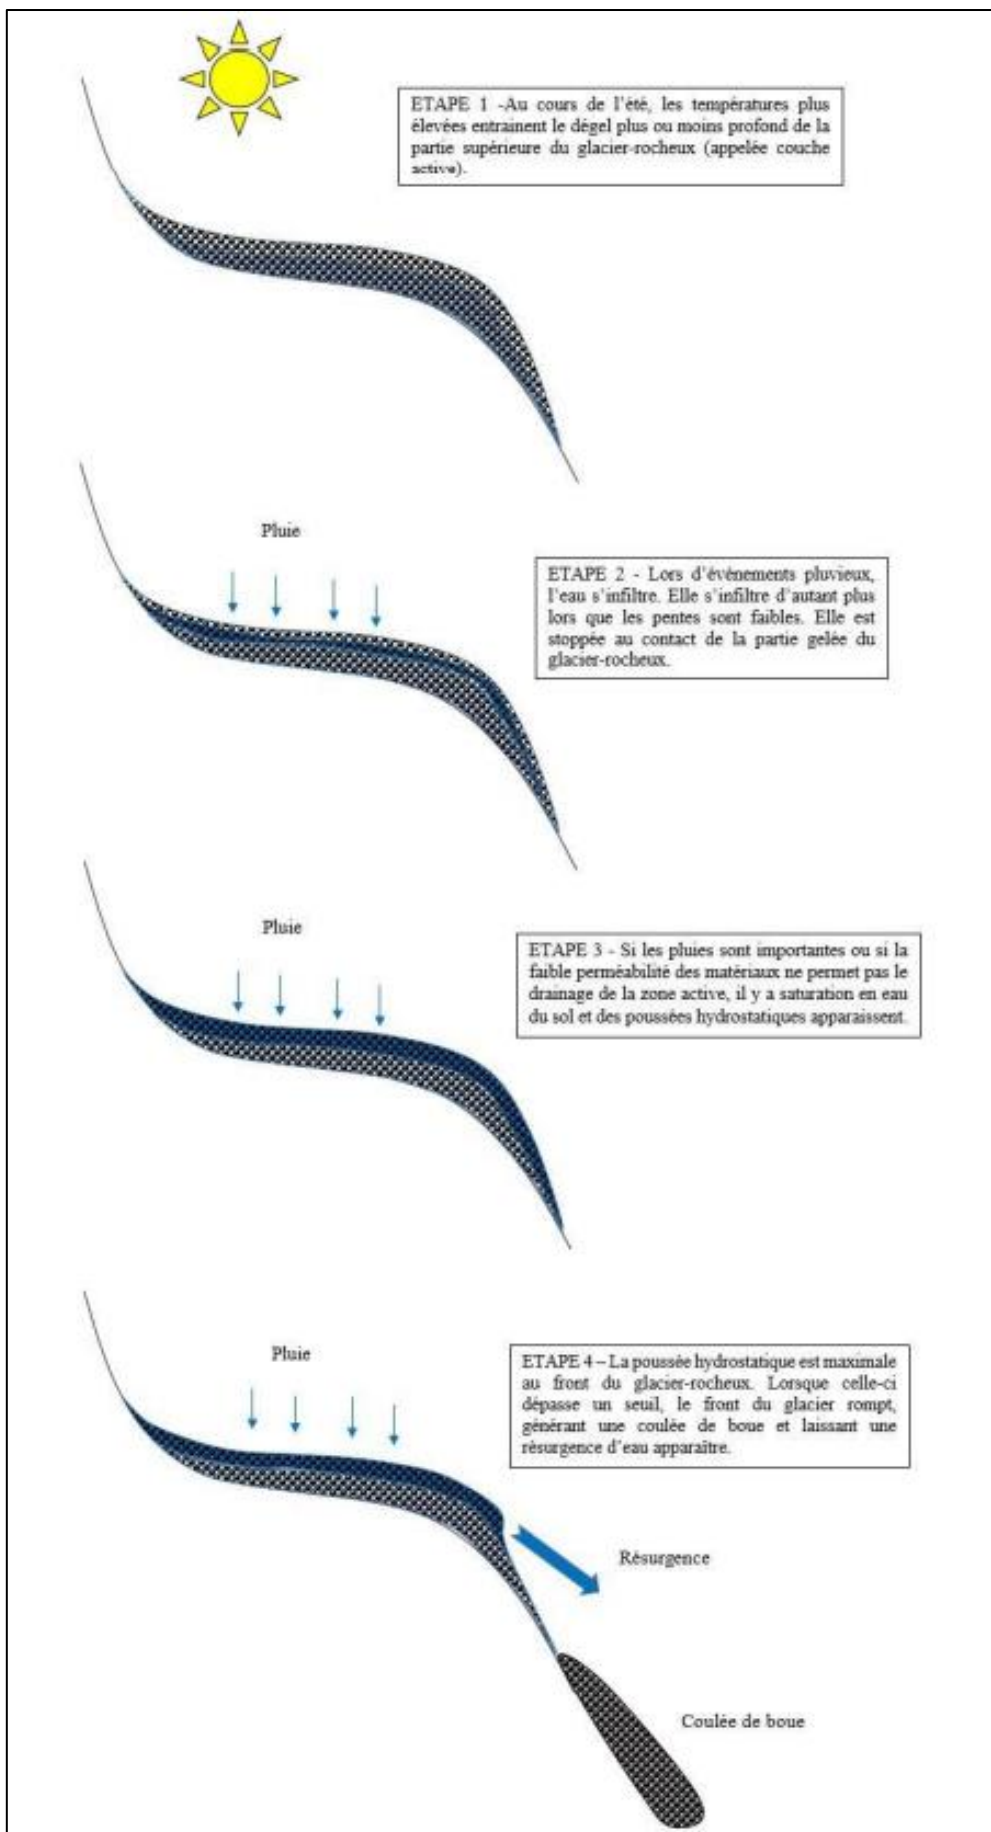 ETAPE 1 -Au cours de l'été, les températures plus
élevées entrainent le dégel plus ou moins profond de la
partie supérieure du glacier-rocheux (appelée couche
active).
Pluie
ETAPE 2 - Lors d'événements pluvieux,
l'eau s'infiltre. Elle s'infiltre d'autant plus
lors que les pentes sont faibles. Elle est
stoppée au contact de la partie gelée du
glacier-rocheux.
Pluie
ETAPE 3 - Si les pluies sont importantes ou si la
faible perméabilité des matériaux ne permet pas le
drainage de la zone active, il y a saturation en eau
du sol et des poussées hydrostatiques apparaissent.
Pluie
ETAPE 4 – La poussée hydrostatique est maximale
au front du glacier-rocheux. Lorsque celle-ci
dépasse un seuil, le front du glacier rompt,
générant une coulée de boue et laissant une
résurgence d'eau apparaître.
Résurgence
Coulée de boue